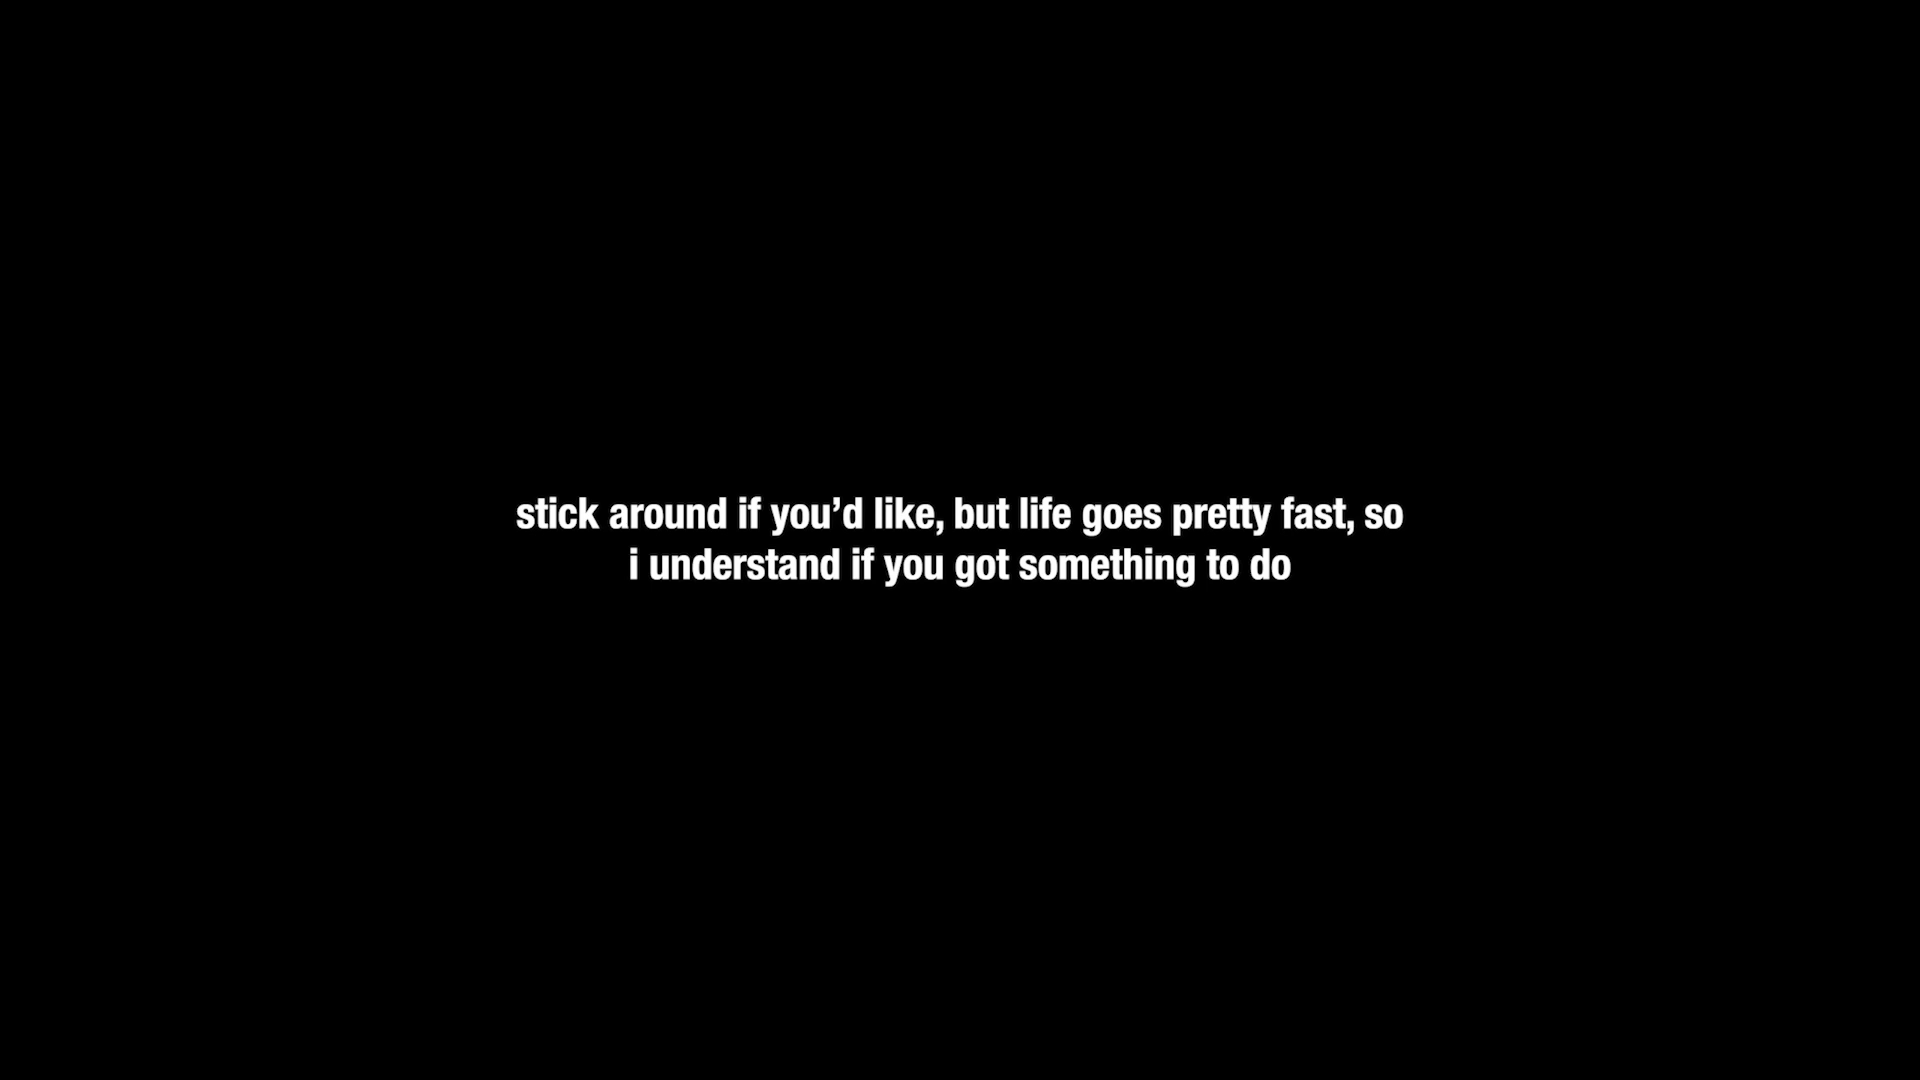 stick around if you’d like, but life goes pretty fast, so
i understand if you got something to do